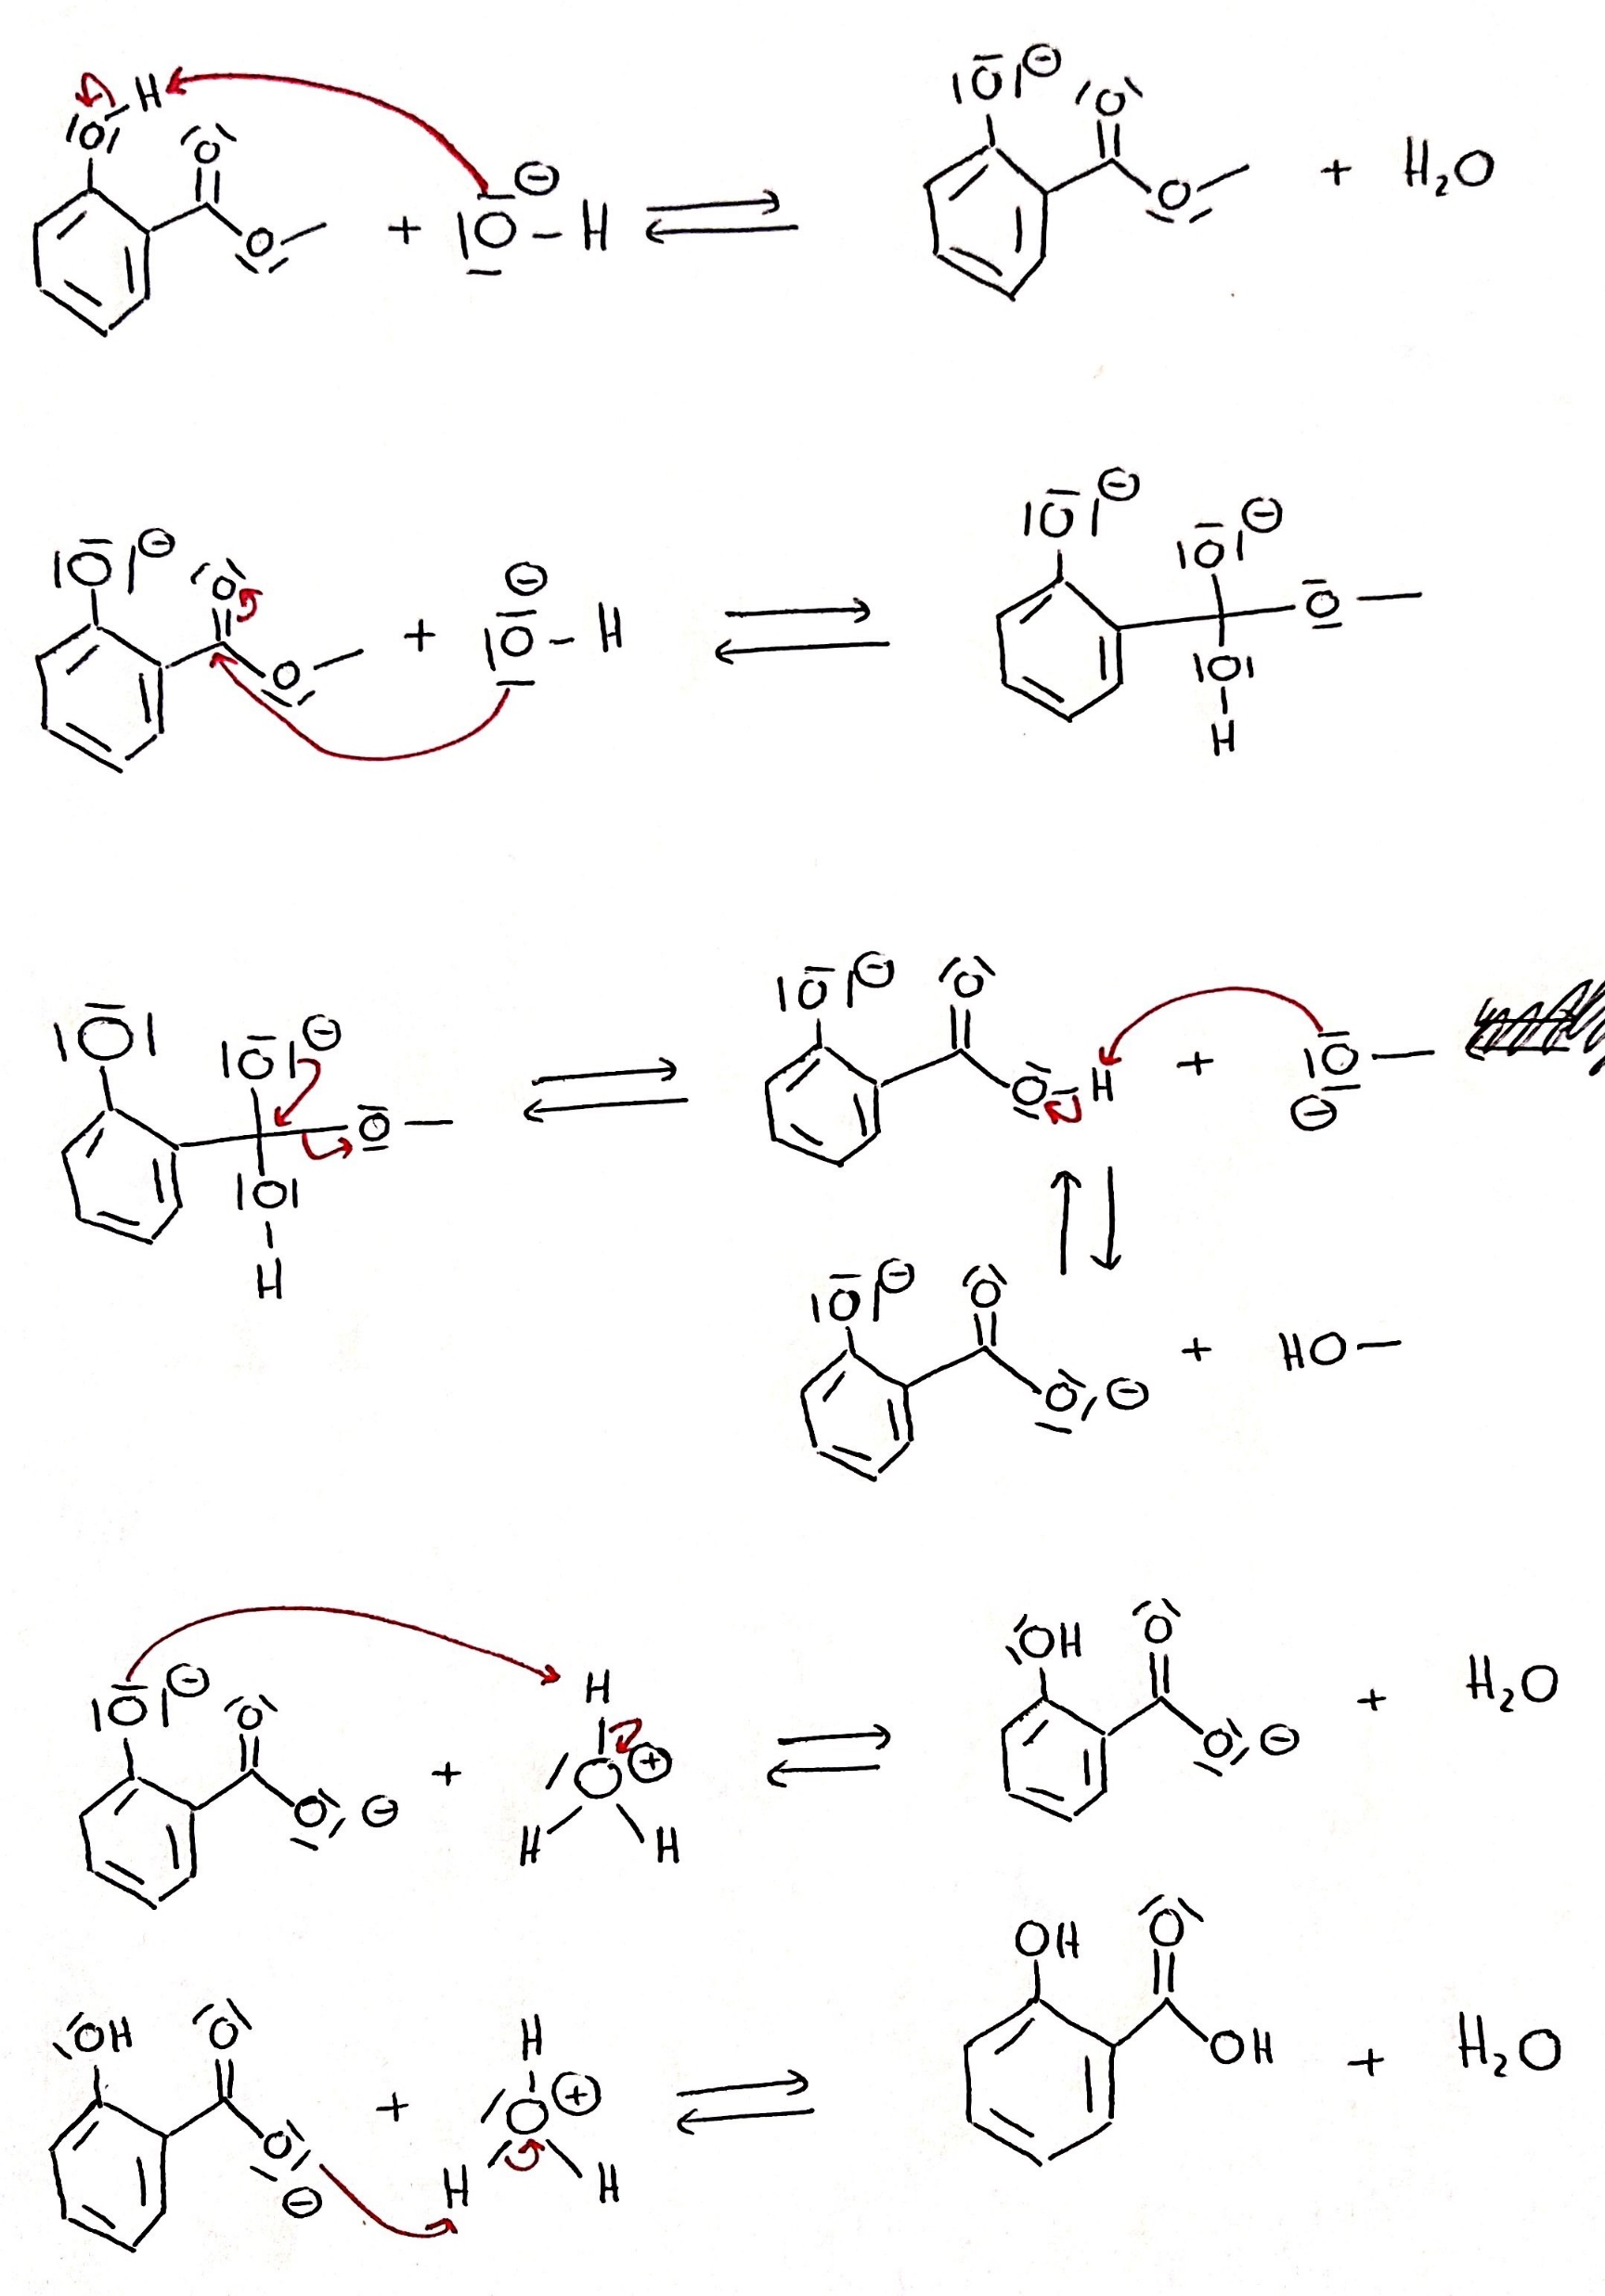 H O O O + O ⊖ - H ⇌ O ⊖ O O + H₂O
O ⊖ O O + O ⊖ - H ⇌ O ⊖ O ⊖ O O H
O O ⊖ O O H ⇌ O ⊖ O O H + O ⊖
O ⊖ O O ⊖ + HO
O ⊖ O O ⊖ + H O ⊕ H H ⇌ OH O O ⊖ + H₂O
OH O O ⊖ + H O ⊕ H H ⇌ OH O OH + H₂O